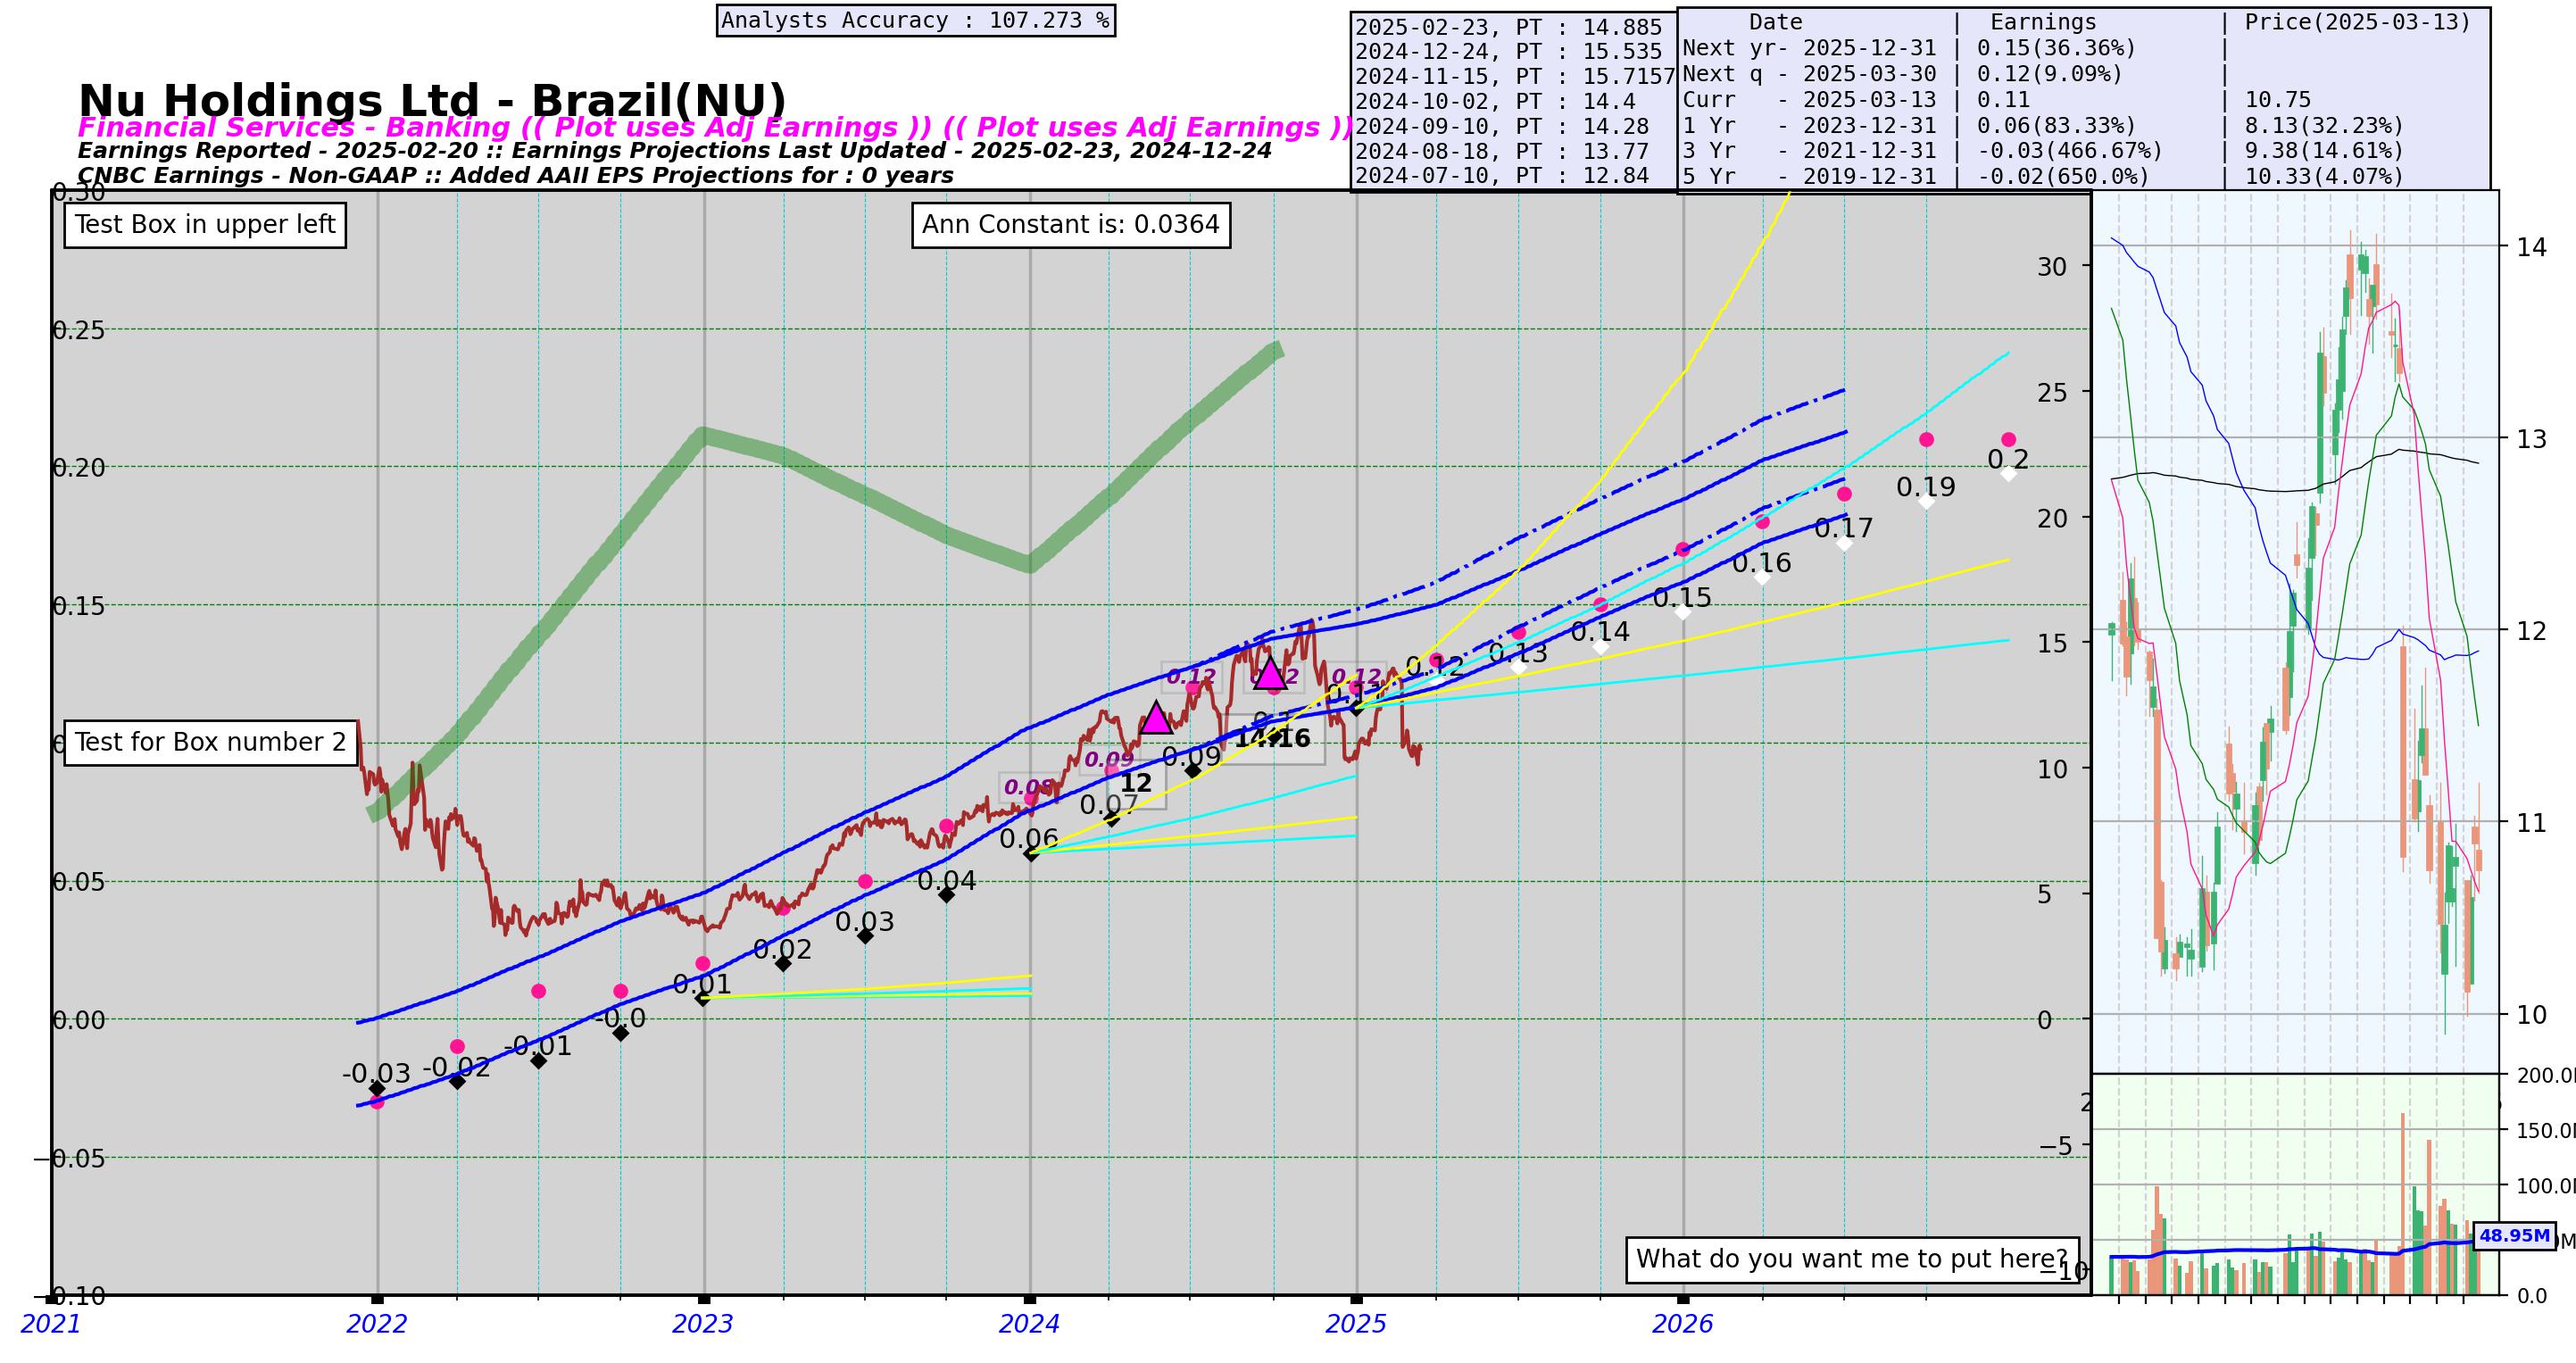 Analysts Accuracy : 107.273 %
Nu Holdings Ltd - Brazil(NU)
Financial Services - Banking (( Plot uses Adj Earnings )) (( Plot uses Adj Earnings ))
Earnings Reported - 2025-02-20 :: Earnings Projections Last Updated - 2025-02-23, 2024-12-24
CNBC Earnings - Non-GAAP :: Added AAII EPS Projections for : 0 years
2025-02-23, PT : 14.885
2024-12-24, PT : 15.535
2024-11-15, PT : 15.7157
2024-10-02, PT : 14.4
2024-09-10, PT : 14.28
2024-08-18, PT : 13.77
2024-07-10, PT : 12.84
Date | Earnings | Price(2025-03-13)
Next yr- 2025-12-31 | 0.15(36.36%) |
Next q - 2025-03-30 | 0.12(9.09%) |
Curr - 2025-03-13 | 0.11 | 10.75
1 Yr - 2023-12-31 | 0.06(83.33%) | 8.13(32.23%)
3 Yr - 2021-12-31 | -0.03(466.67%) | 9.38(14.61%)
5 Yr - 2019-12-31 | -0.02(650.0%) | 10.33(4.07%)
Test Box in upper left
Ann Constant is: 0.0364
Test for Box number 2
What do you want me to put here?
0.30
0.25
0.20
0.15
0.05
0.00
−0.05
−0.10
-0.03
-0.02
-0.01
-0.0
0.01
0.02
0.03
0.04
0.06
0.07
0.09
0.12
0.13
0.14
0.15
0.16
0.17
0.19
0.2
0.08
0.09
0.12
0.12
12
14.16
30
25
20
15
10
5
0
−5
−10
14
13
12
11
10
200.0
150.0
100.0
48.95M
0.0
2021
2022
2023
2024
2025
2026